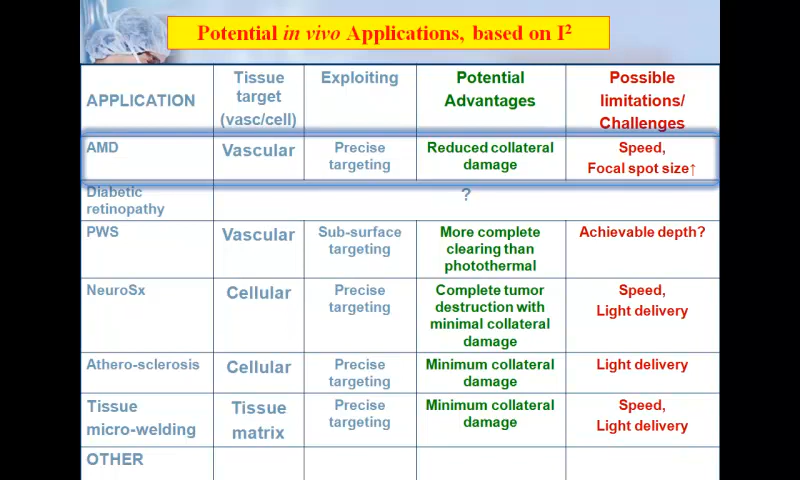 Potential in vivo Applications, based on I²
APPLICATION
Tissue
target
(vasc/cell)
Exploiting
Potential
Advantages
Possible
limitations/
Challenges
AMD
Vascular
Precise
targeting
Reduced collateral
damage
Speed,
Focal spot size↑
Diabetic
retinopathy
?
PWS
Vascular
Sub-surface
targeting
More complete
clearing than
photothermal
Achievable depth?
NeuroSx
Cellular
Precise
targeting
Complete tumor
destruction with
minimal collateral
damage
Speed,
Light delivery
Athero-sclerosis
Cellular
Precise
targeting
Minimum collateral
damage
Light delivery
Tissue
micro-welding
Tissue
matrix
Precise
targeting
Minimum collateral
damage
Speed,
Light delivery
OTHER